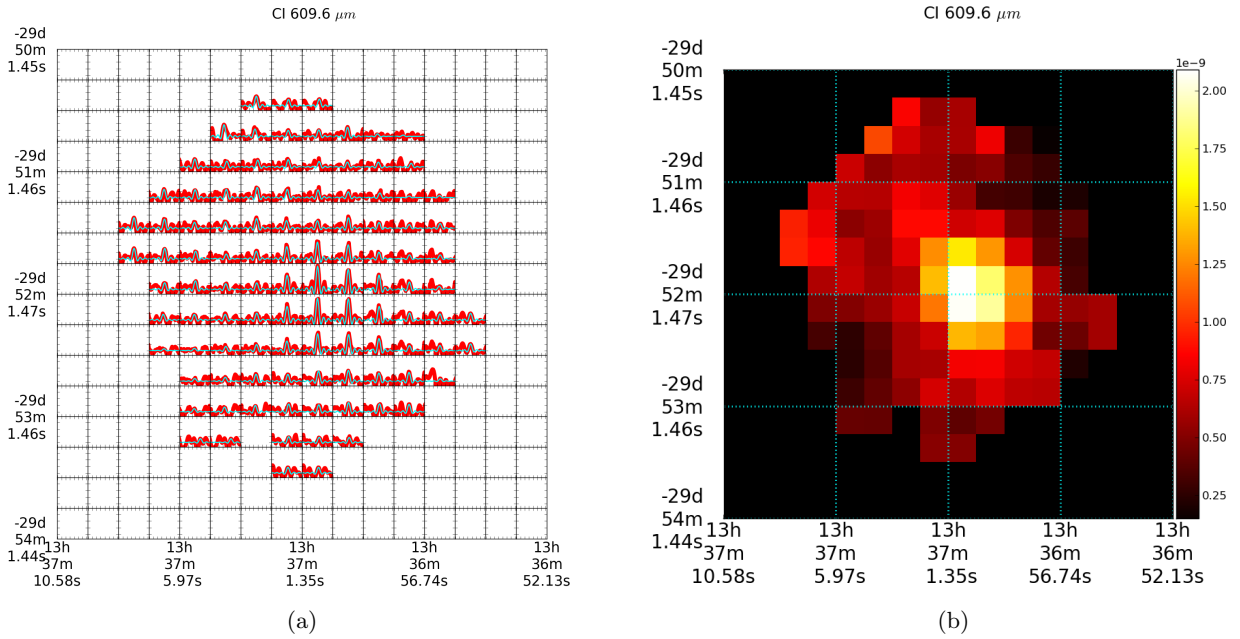 CI 609.6 μm
-29d
50m
1.45s
-29d
51m
1.46s
-29d
52m
1.47s
-29d
53m
1.46s
-29d
54m
1.44s
13h
37m
10.58s
13h
37m
5.97s
13h
37m
1.35s
13h
36m
56.74s
13h
36m
52.13s
(a)
CI 609.6 μm
-29d
50m
1.45s
-29d
51m
1.46s
-29d
52m
1.47s
-29d
53m
1.46s
-29d
54m
1.44s
13h
37m
10.58s
13h
37m
5.97s
13h
37m
1.35s
13h
36m
56.74s
13h
36m
52.13s
1e−9
2.00
1.75
1.50
1.25
1.00
0.75
0.50
0.25
(b)